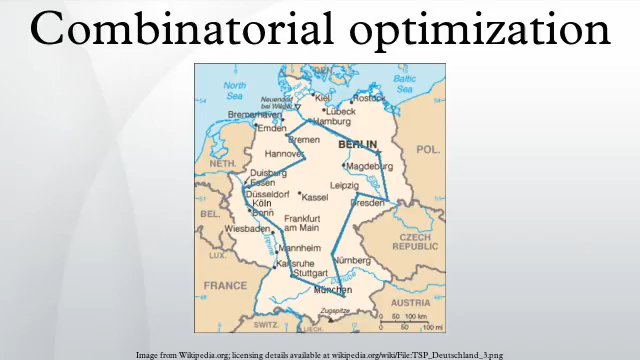 Combinatorial optimization
DEN.
North
Sea
Baltic
Sea
Kiel
Rostock
Lübeck
Hamburg
Bremerhaven
Emden
Bremen
BERLIN
POL.
Hannover
NETH.
Magdeburg
Duisburg
Essen
Leipzig
Düsseldorf
Kassel
Dresden
Köln
Bonn
BEL.
Frankfurt
am Main
Wiesbaden
CZECH
REPUBLIC
LUX.
Mannheim
Nürnberg
Karlsruhe
Stuttgart
FRANCE
Danube
München
AUSTRIA
Zugspitze
SWITZ.
LIECH.
0 50 100 km
0 50 100 mi
Image from Wikipedia.org; licensing details available at wikipedia.org/wiki/File:TSP_Deutschland_3.png